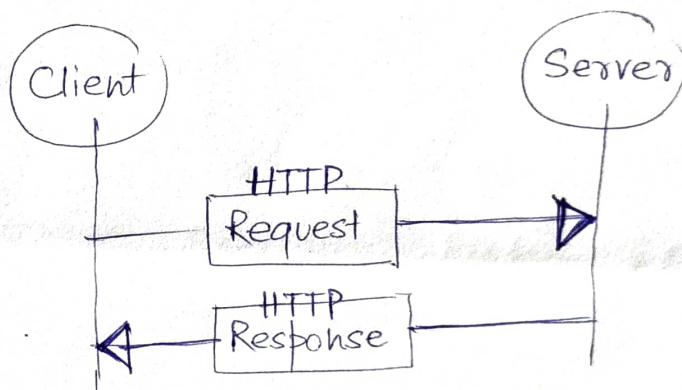 Client
Server
HTTP
Request
HTTP
Response